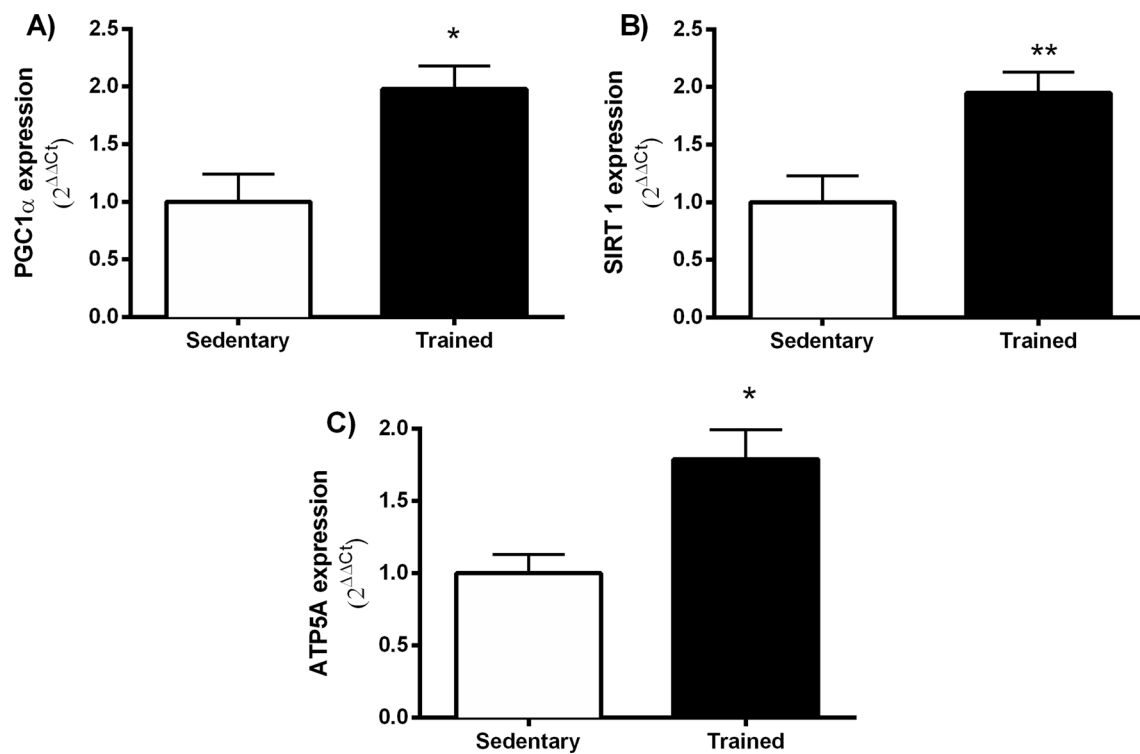 A)
PGC1α expression
(2^ΔΔCt)
2.5
2.0
1.5
1.0
0.5
0.0
*
Sedentary Trained
B)
SIRT 1 expression
(2^ΔΔCt)
2.5
2.0
1.5
1.0
0.5
0.0
**
Sedentary Trained
C)
ATP5A expression
(2^ΔΔCt)
2.0
1.5
1.0
0.5
0.0
*
Sedentary Trained